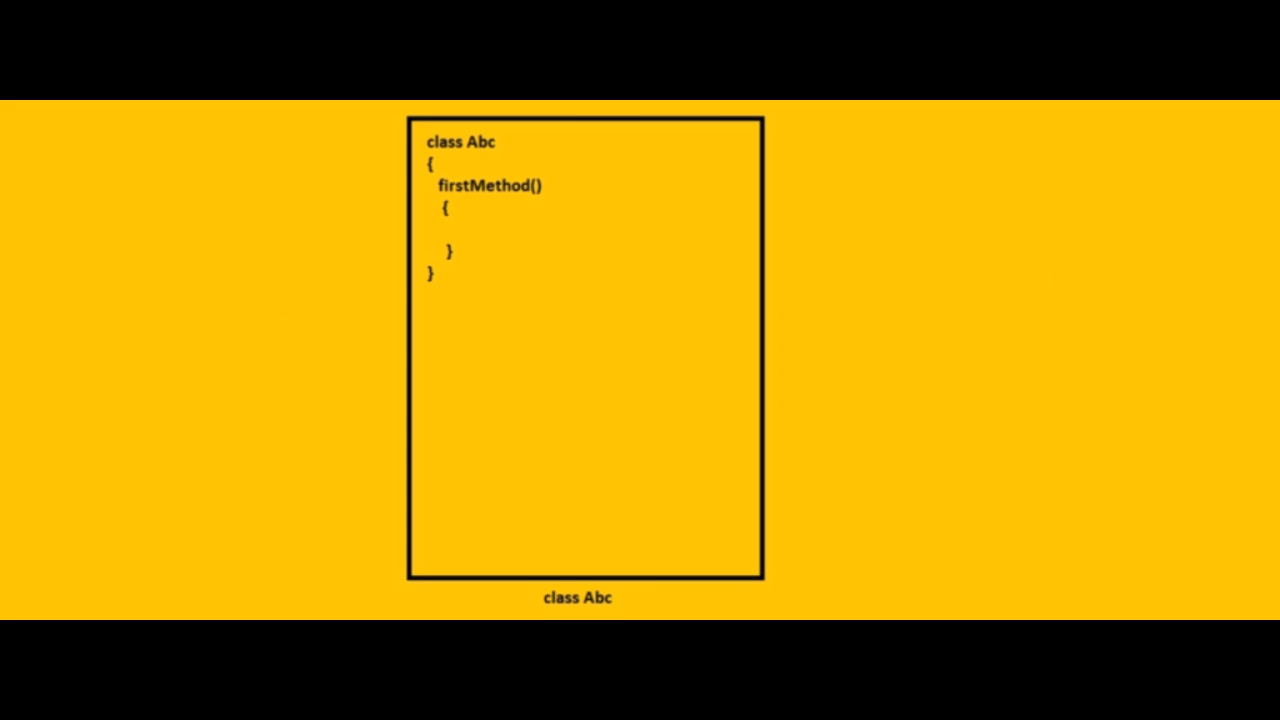 class Abc
{
firstMethod()
{
}
}
class Abc